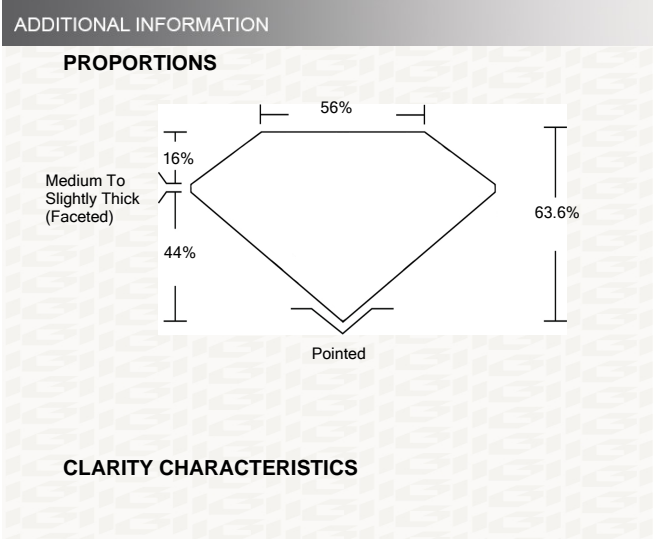 ADDITIONAL INFORMATION
PROPORTIONS
56%
16%
Medium To
Slightly Thick
(Faceted)
63.6%
44%
Pointed
CLARITY CHARACTERISTICS